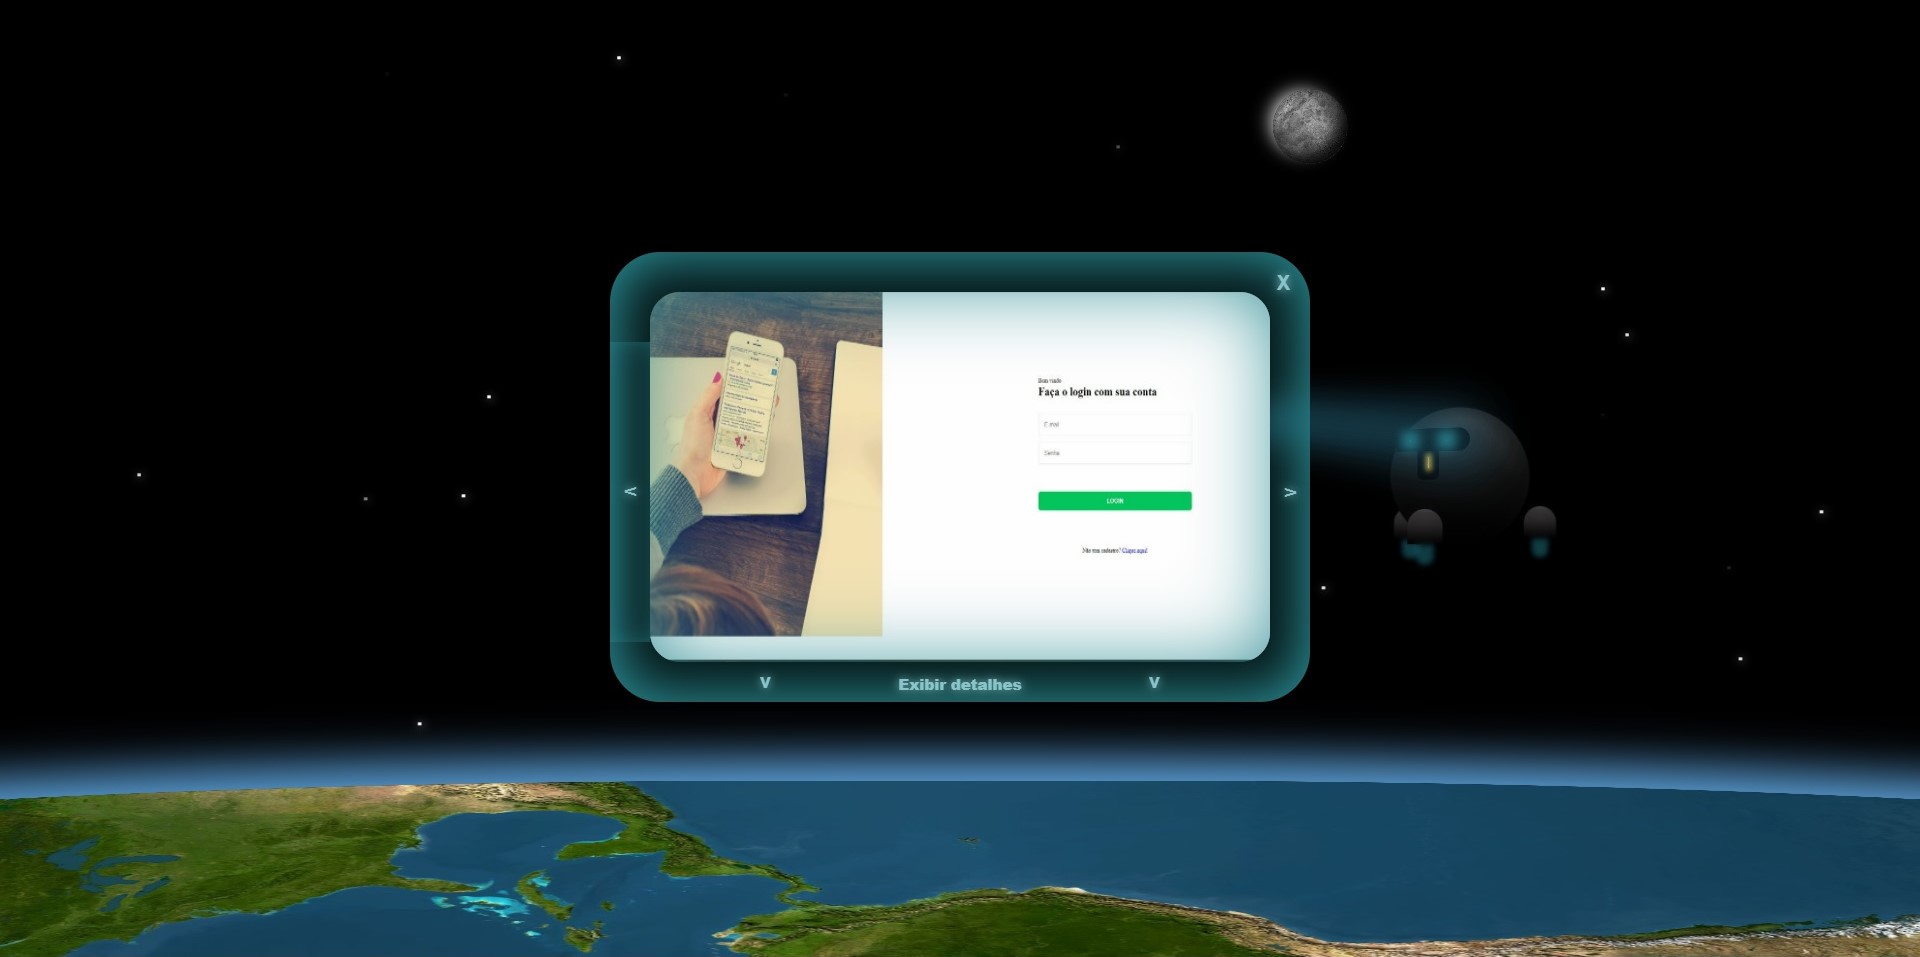 X
Bem vindo
Faça o login com sua conta
E-mail
Senha
LOGIN
Não tem cadastro? Clique aqui!
<
>
V Exibir detalhes V